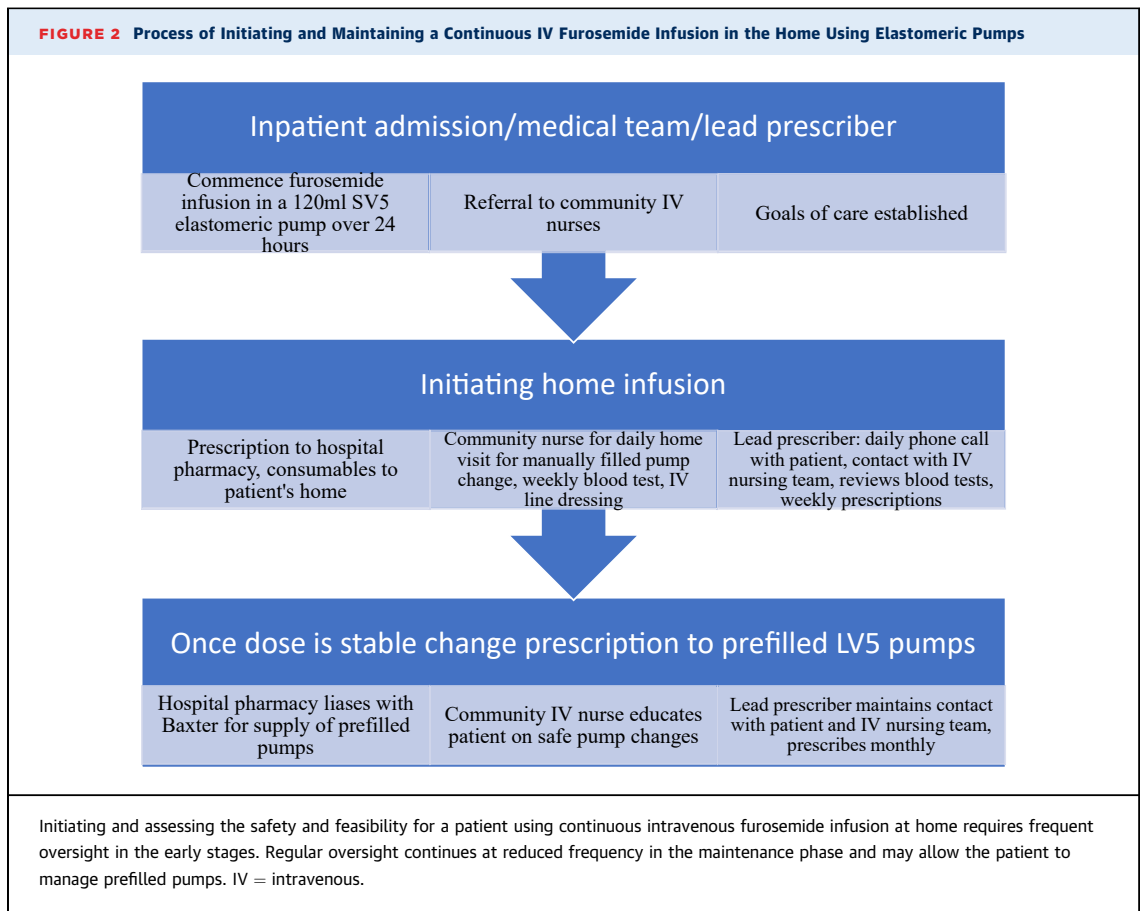 FIGURE 2 Process of Initiating and Maintaining a Continuous IV Furosemide Infusion in the Home Using Elastomeric Pumps
Inpatient admission/medical team/lead prescriber
Commence furosemide
infusion in a 120ml SV5
elastomeric pump over 24
hours
Referral to community IV
nurses
Goals of care established
Initiating home infusion
Prescription to hospital
pharmacy, consumables to
patient's home
Community nurse for daily home
visit for manually filled pump
change, weekly blood test, IV
line dressing
Lead prescriber: daily phone call
with patient, contact with IV
nursing team, reviews blood tests,
weekly prescriptions
Once dose is stable change prescription to prefilled LV5 pumps
Hospital pharmacy liases with
Baxter for supply of prefilled
pumps
Community IV nurse educates
patient on safe pump changes
Lead prescriber maintains contact
with patient and IV nursing team,
prescribes monthly
Initiating and assessing the safety and feasibility for a patient using continuous intravenous furosemide infusion at home requires frequent
oversight in the early stages. Regular oversight continues at reduced frequency in the maintenance phase and may allow the patient to
manage prefilled pumps. IV = intravenous.